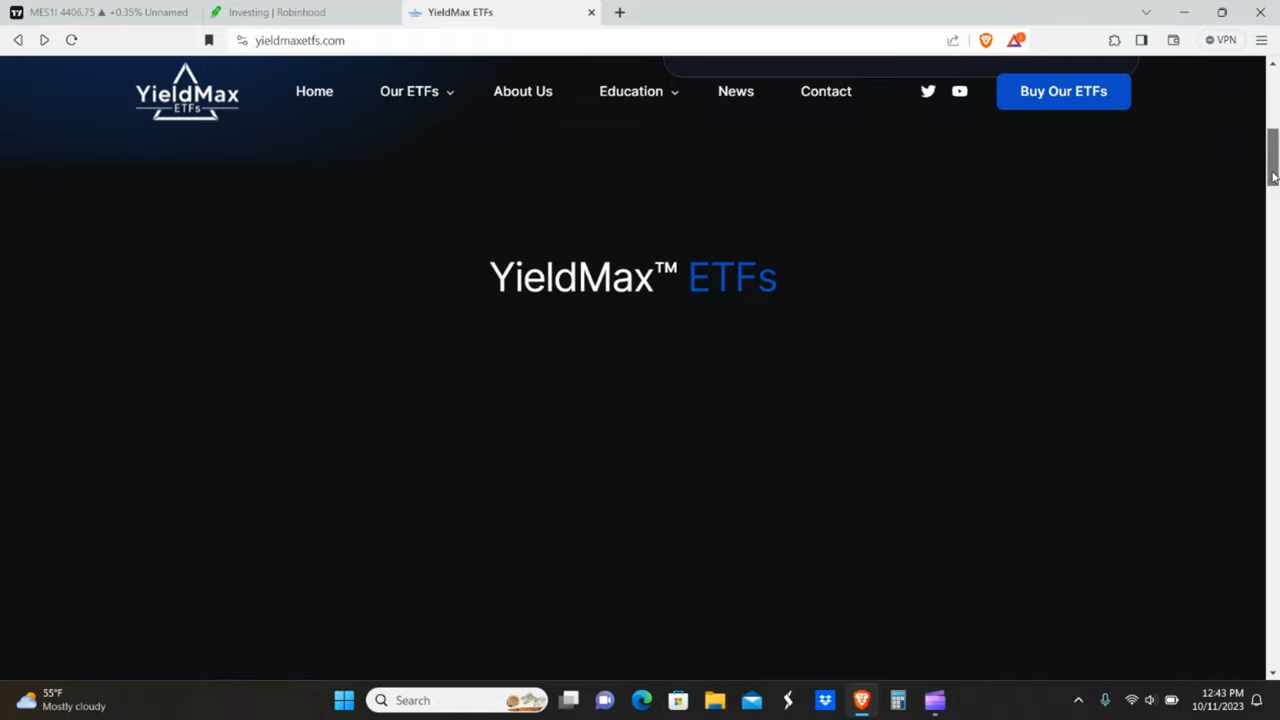 MES1! 4406.75 ▲ +0.35% Unnamed
Investing | Robinhood
YieldMax ETFs
yieldmaxetfs.com
VPN
YieldMax
ETFs
Home
Our ETFs
About Us
Education
News
Contact
Buy Our ETFs
YieldMax™ ETFs
55°F
Mostly cloudy
Search
12:43 PM
10/11/2023